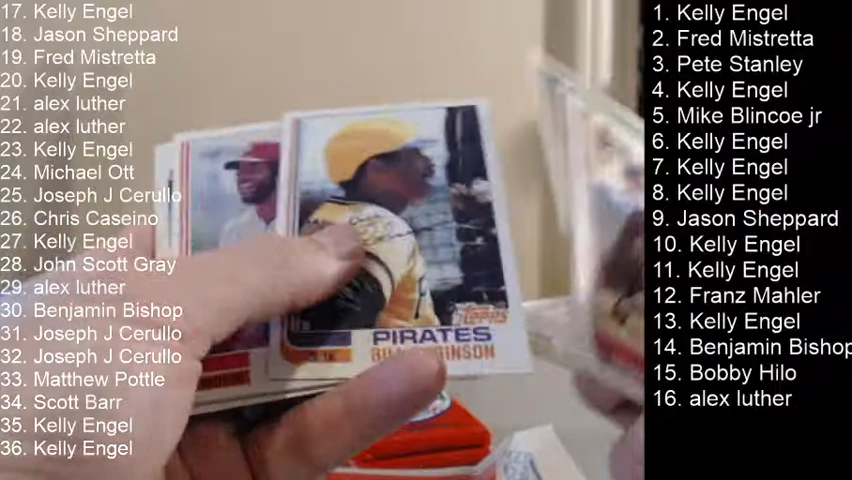 17. Kelly Engel
18. Jason Sheppard
19. Fred Mistretta
20. Kelly Engel
21. alex luther
22. alex luther
23. Kelly Engel
24. Michael Ott
25. Joseph J Cerullo
26. Chris Caseino
27. Kelly Engel
28. John Scott Gray
29. alex luther
30. Benjamin Bishop
31. Joseph J Cerullo
32. Joseph J Cerullo
33. Matthew Pottle
34. Scott Barr
35. Kelly Engel
36. Kelly Engel
Topps
PIRATES
1. Kelly Engel
2. Fred Mistretta
3. Pete Stanley
4. Kelly Engel
5. Mike Blincoe jr
6. Kelly Engel
7. Kelly Engel
8. Kelly Engel
9. Jason Sheppard
10. Kelly Engel
11. Kelly Engel
12. Franz Mahler
13. Kelly Engel
14. Benjamin Bishop
15. Bobby Hilo
16. alex luther